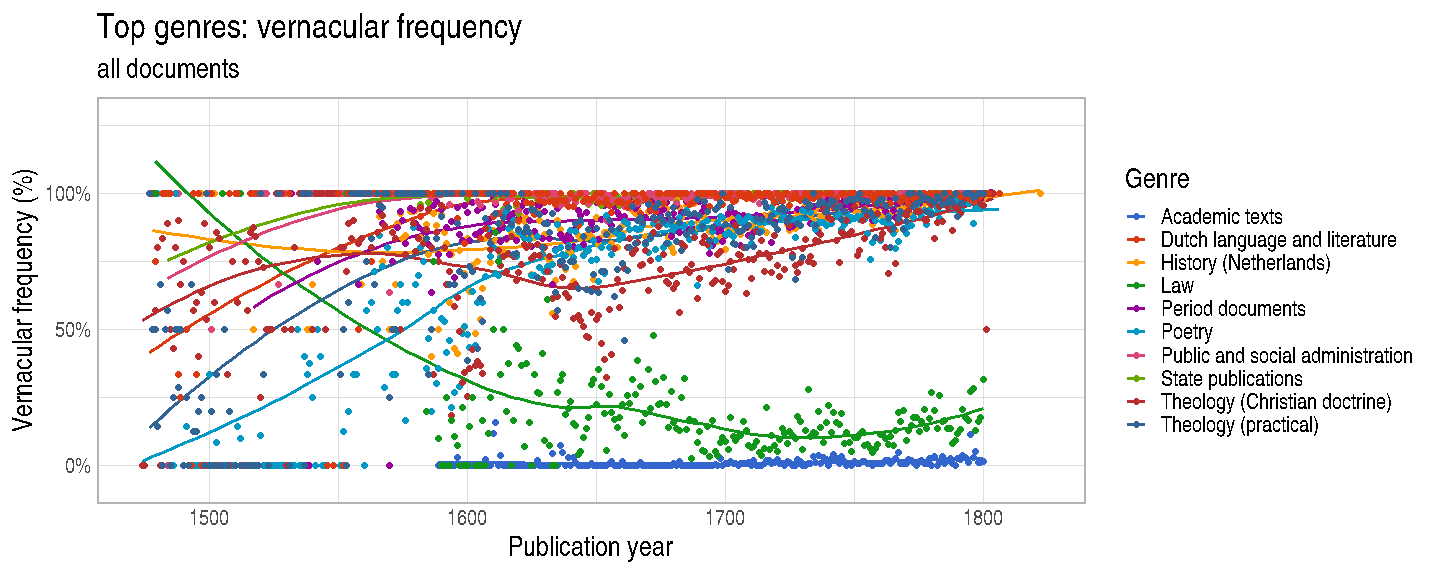 Top genres: vernacular frequency
all documents
Vernacular frequency (%)
100%
50%
0%
1500
1600
1700
1800
Publication year
Genre
Academic texts
Dutch language and literature
History (Netherlands)
Law
Period documents
Poetry
Public and social administration
State publications
Theology (Christian doctrine)
Theology (practical)